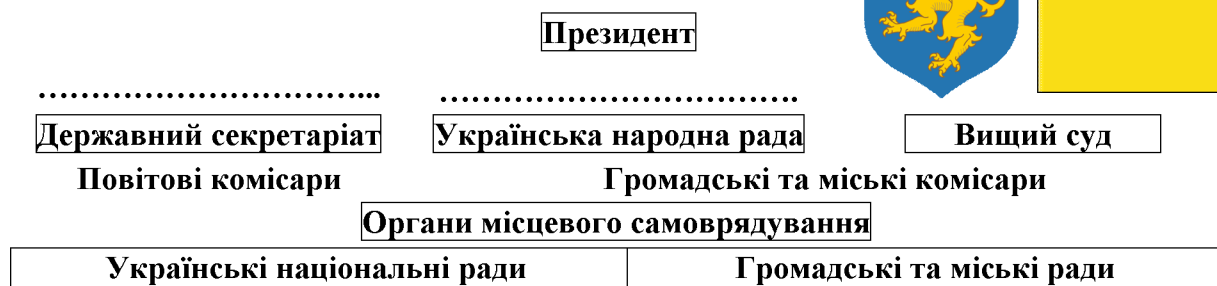 Президент
…………………………... …………………………….
Державний секретаріат Українська народна рада Вищий суд
Повітові комісари Громадські та міські комісари
Органи місцевого самоврядування
Українські національні ради Громадські та міські ради